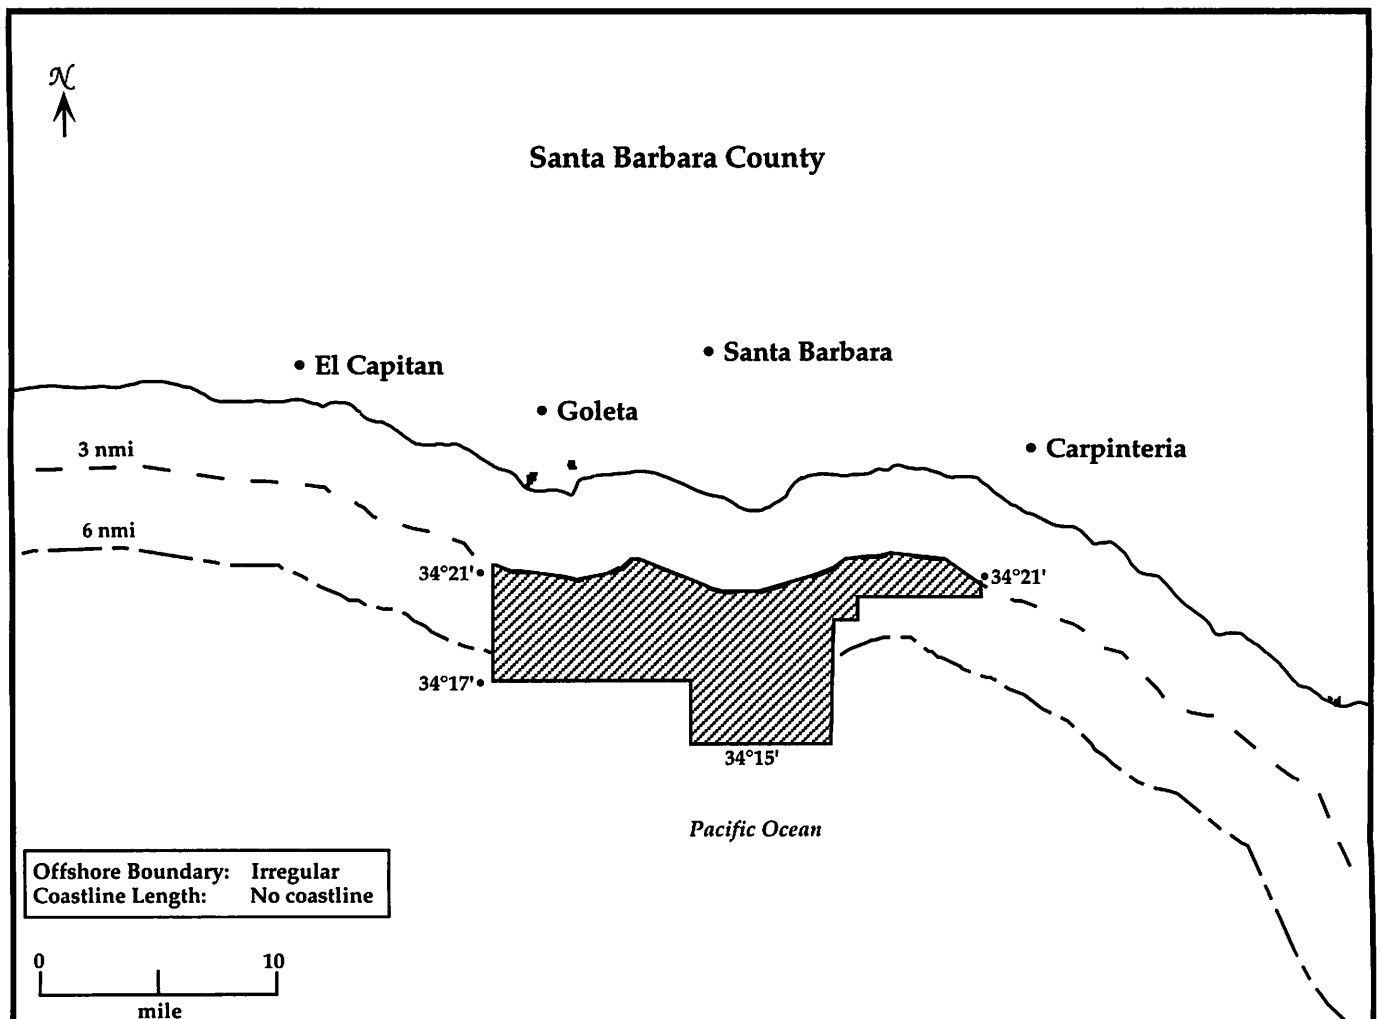 N
Santa Barbara County
• Santa Barbara
• El Capitan
• Goleta
• Carpinteria
3 nmi
6 nmi
34°21'•
•34°21'
34°17'•
34°15'
Pacific Ocean
Offshore Boundary: Irregular
Coastline Length: No coastline
0 10
mile